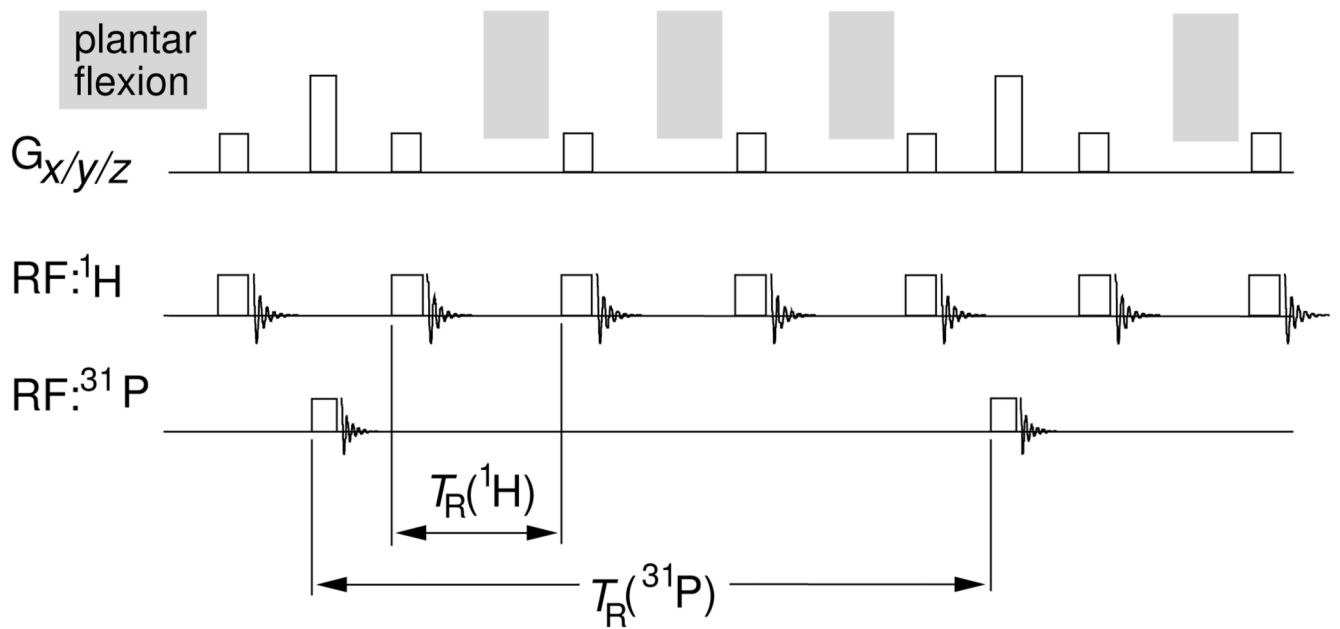 plantar
flexion
Gx/y/z
RF:¹H
RF:³¹P
TR(¹H)
TR(³¹P)